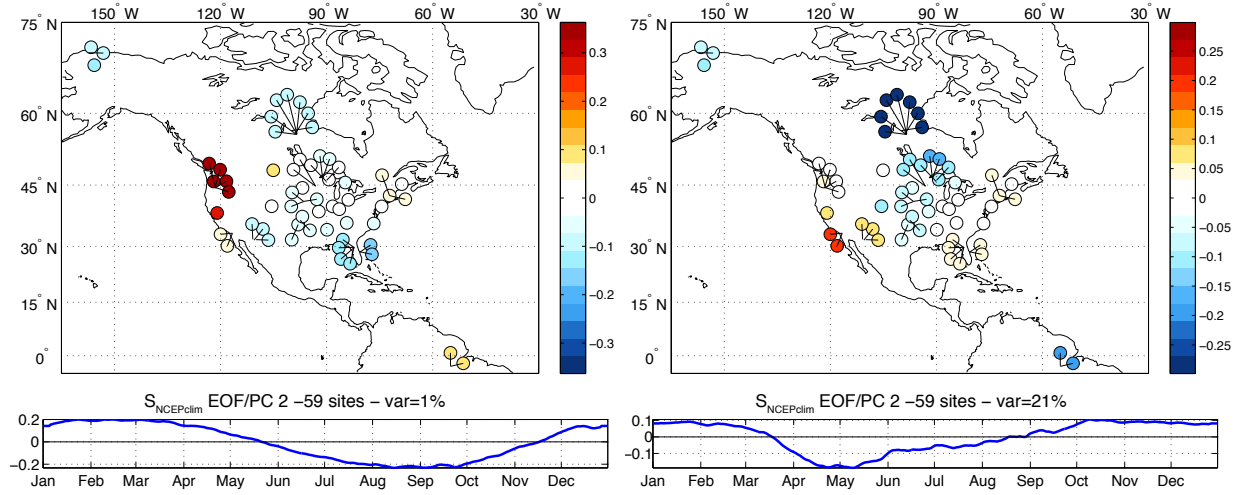 150° W 120° W 90° W 60° W 30° W
75° N
60° N
45° N
30° N
15° N
0°
0.3
0.2
0.1
0
−0.1
−0.2
−0.3
S_NCEPclim EOF/PC 2 −59 sites − var=1%
0.2
0
−0.2
Jan Feb Mar Apr May Jun Jul Aug Sep Oct Nov Dec
150° W 120° W 90° W 60° W 30° W
75° N
60° N
45° N
30° N
15° N
0°
0.25
0.2
0.15
0.1
0.05
0
−0.05
−0.1
−0.15
−0.2
−0.25
S_NCEPclim EOF/PC 2 −59 sites − var=21%
0.1
0
−0.1
Jan Feb Mar Apr May Jun Jul Aug Sep Oct Nov Dec